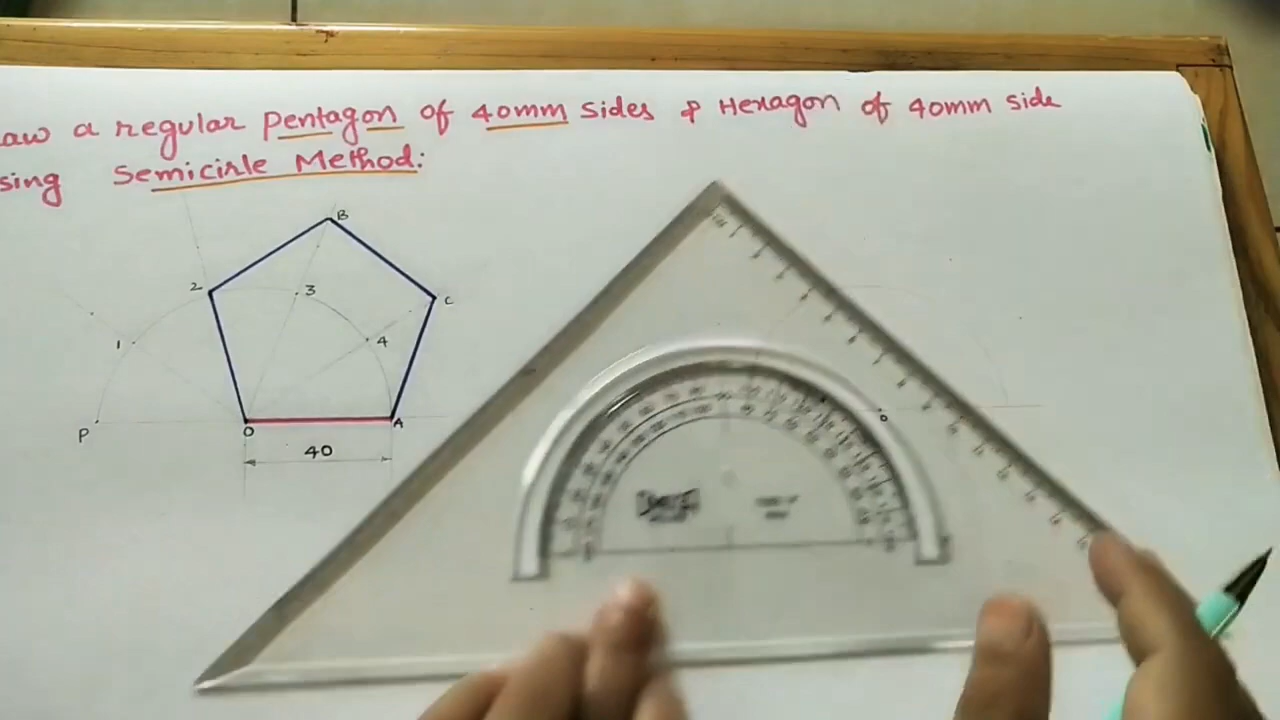 aw a regular pentagon of 40mm sides & Hexagon of 40mm side
sing Semicirle Method:
B
2
3
C
1
4
P
O
A
40
o